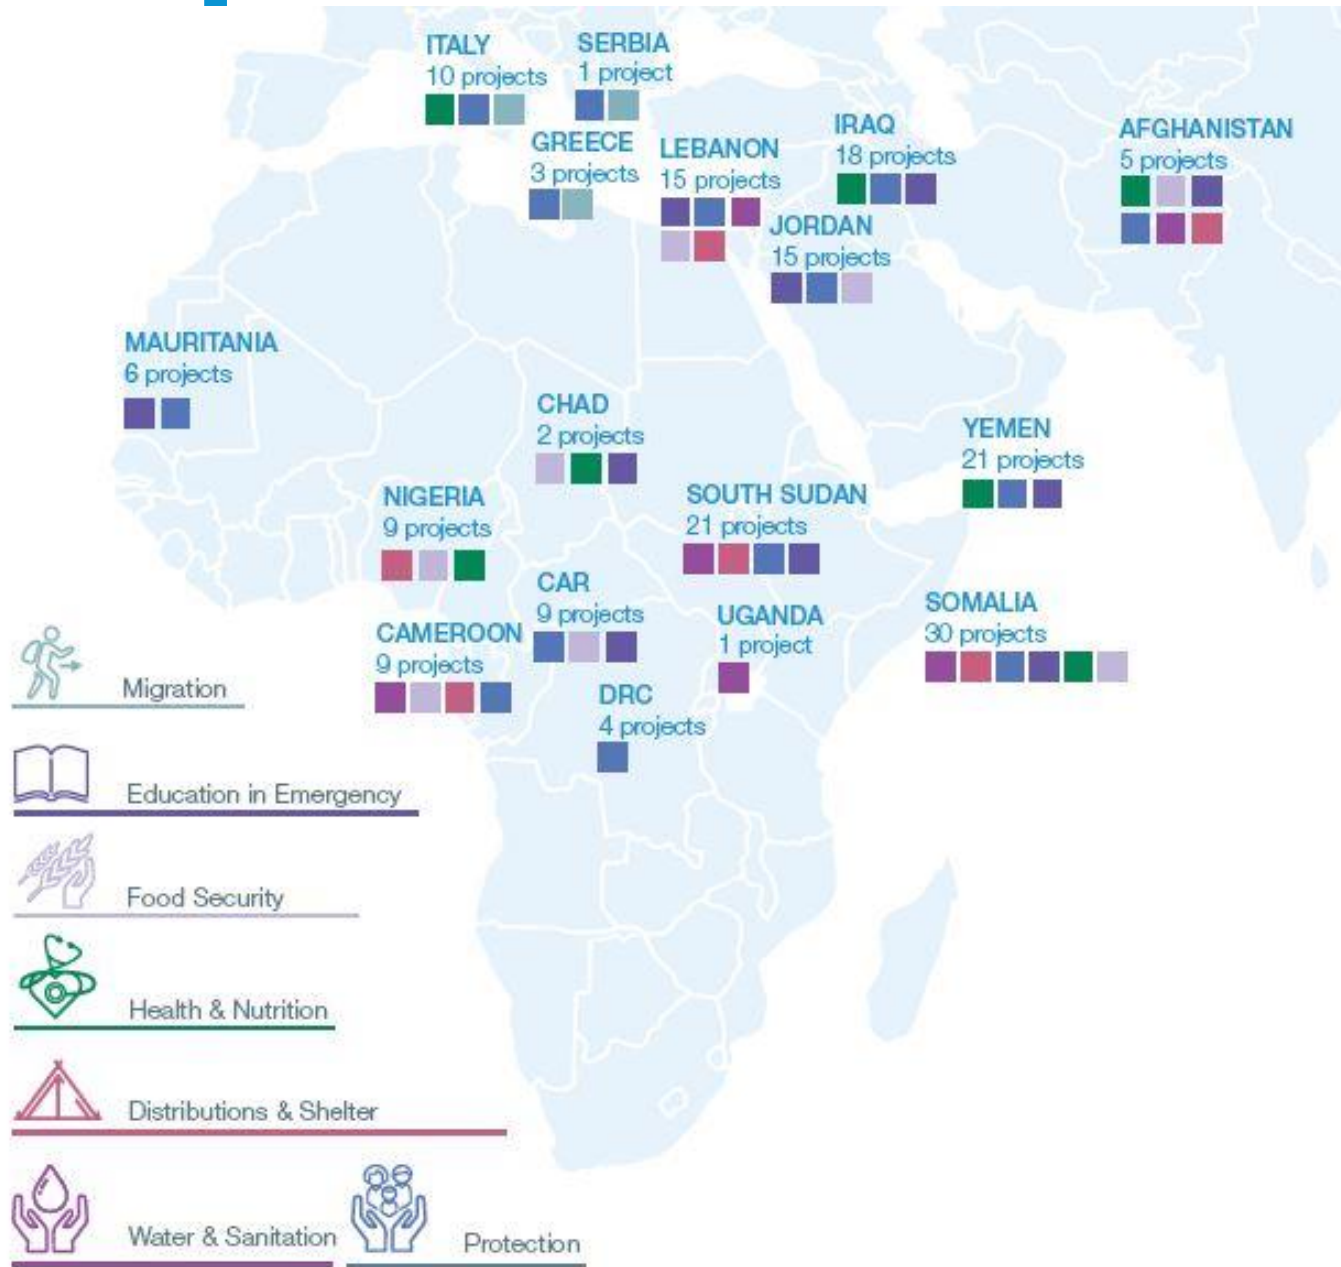 ITALY
10 projects
SERBIA
1 project
GREECE
3 projects
LEBANON
15 projects
IRAQ
18 projects
JORDAN
15 projects
AFGHANISTAN
5 projects
MAURITANIA
6 projects
CHAD
2 projects
YEMEN
21 projects
NIGERIA
9 projects
SOUTH SUDAN
21 projects
CAR
9 projects
CAMEROON
9 projects
UGANDA
1 project
SOMALIA
30 projects
DRC
4 projects
Migration
Education in Emergency
Food Security
Health & Nutrition
Distributions & Shelter
Water & Sanitation
Protection